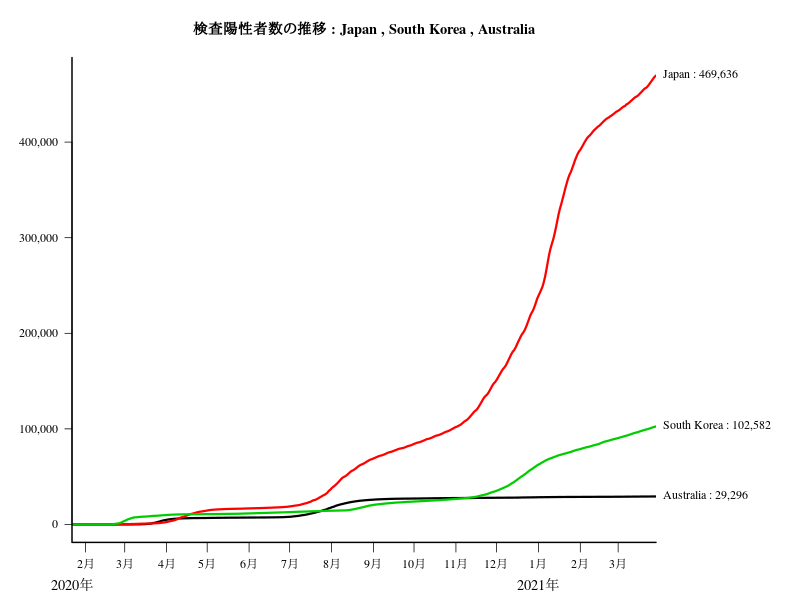 検査陽性者数の推移 : Japan , South Korea , Australia
Japan : 469,636
400,000
300,000
200,000
100,000
South Korea : 102,582
Australia : 29,296
0
2月 3月 4月 5月 6月 7月 8月 9月 10月 11月 12月 1月 2月 3月
2020年 2021年